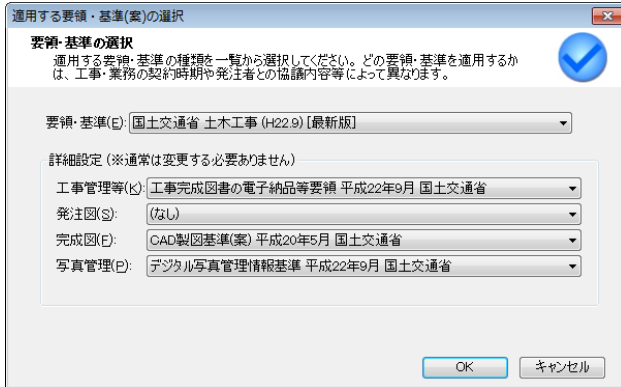 適用する要領・基準(案)の選択
要領・基準の選択
適用する要領・基準の種類を一覧から選択してください。どの要領・基準を適用するか
は、工事・業務の契約時期や発注者との協議内容等によって異なります。
要領・基準(E): 国土交通省 土木工事 (H22.9) [最新版]
詳細設定 (※通常は変更する必要ありません)
工事管理等(K): 工事完成図書の電子納品等要領 平成22年9月 国土交通省
発注図(S): (なし)
完成図(F): CAD製図基準(案) 平成20年5月 国土交通省
写真管理(P): デジタル写真管理情報基準 平成22年9月 国土交通省
OK キャンセル